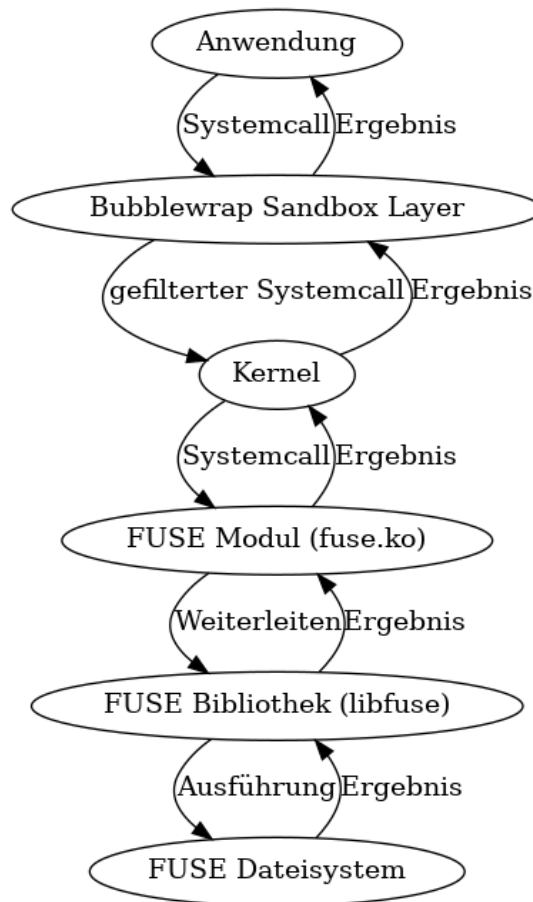 Anwendung
Systemcall Ergebnis
Bubblewrap Sandbox Layer
gefilterter Systemcall Ergebnis
Kernel
Systemcall Ergebnis
FUSE Modul (fuse.ko)
Weiterleiten Ergebnis
FUSE Bibliothek (libfuse)
Ausführung Ergebnis
FUSE Dateisystem